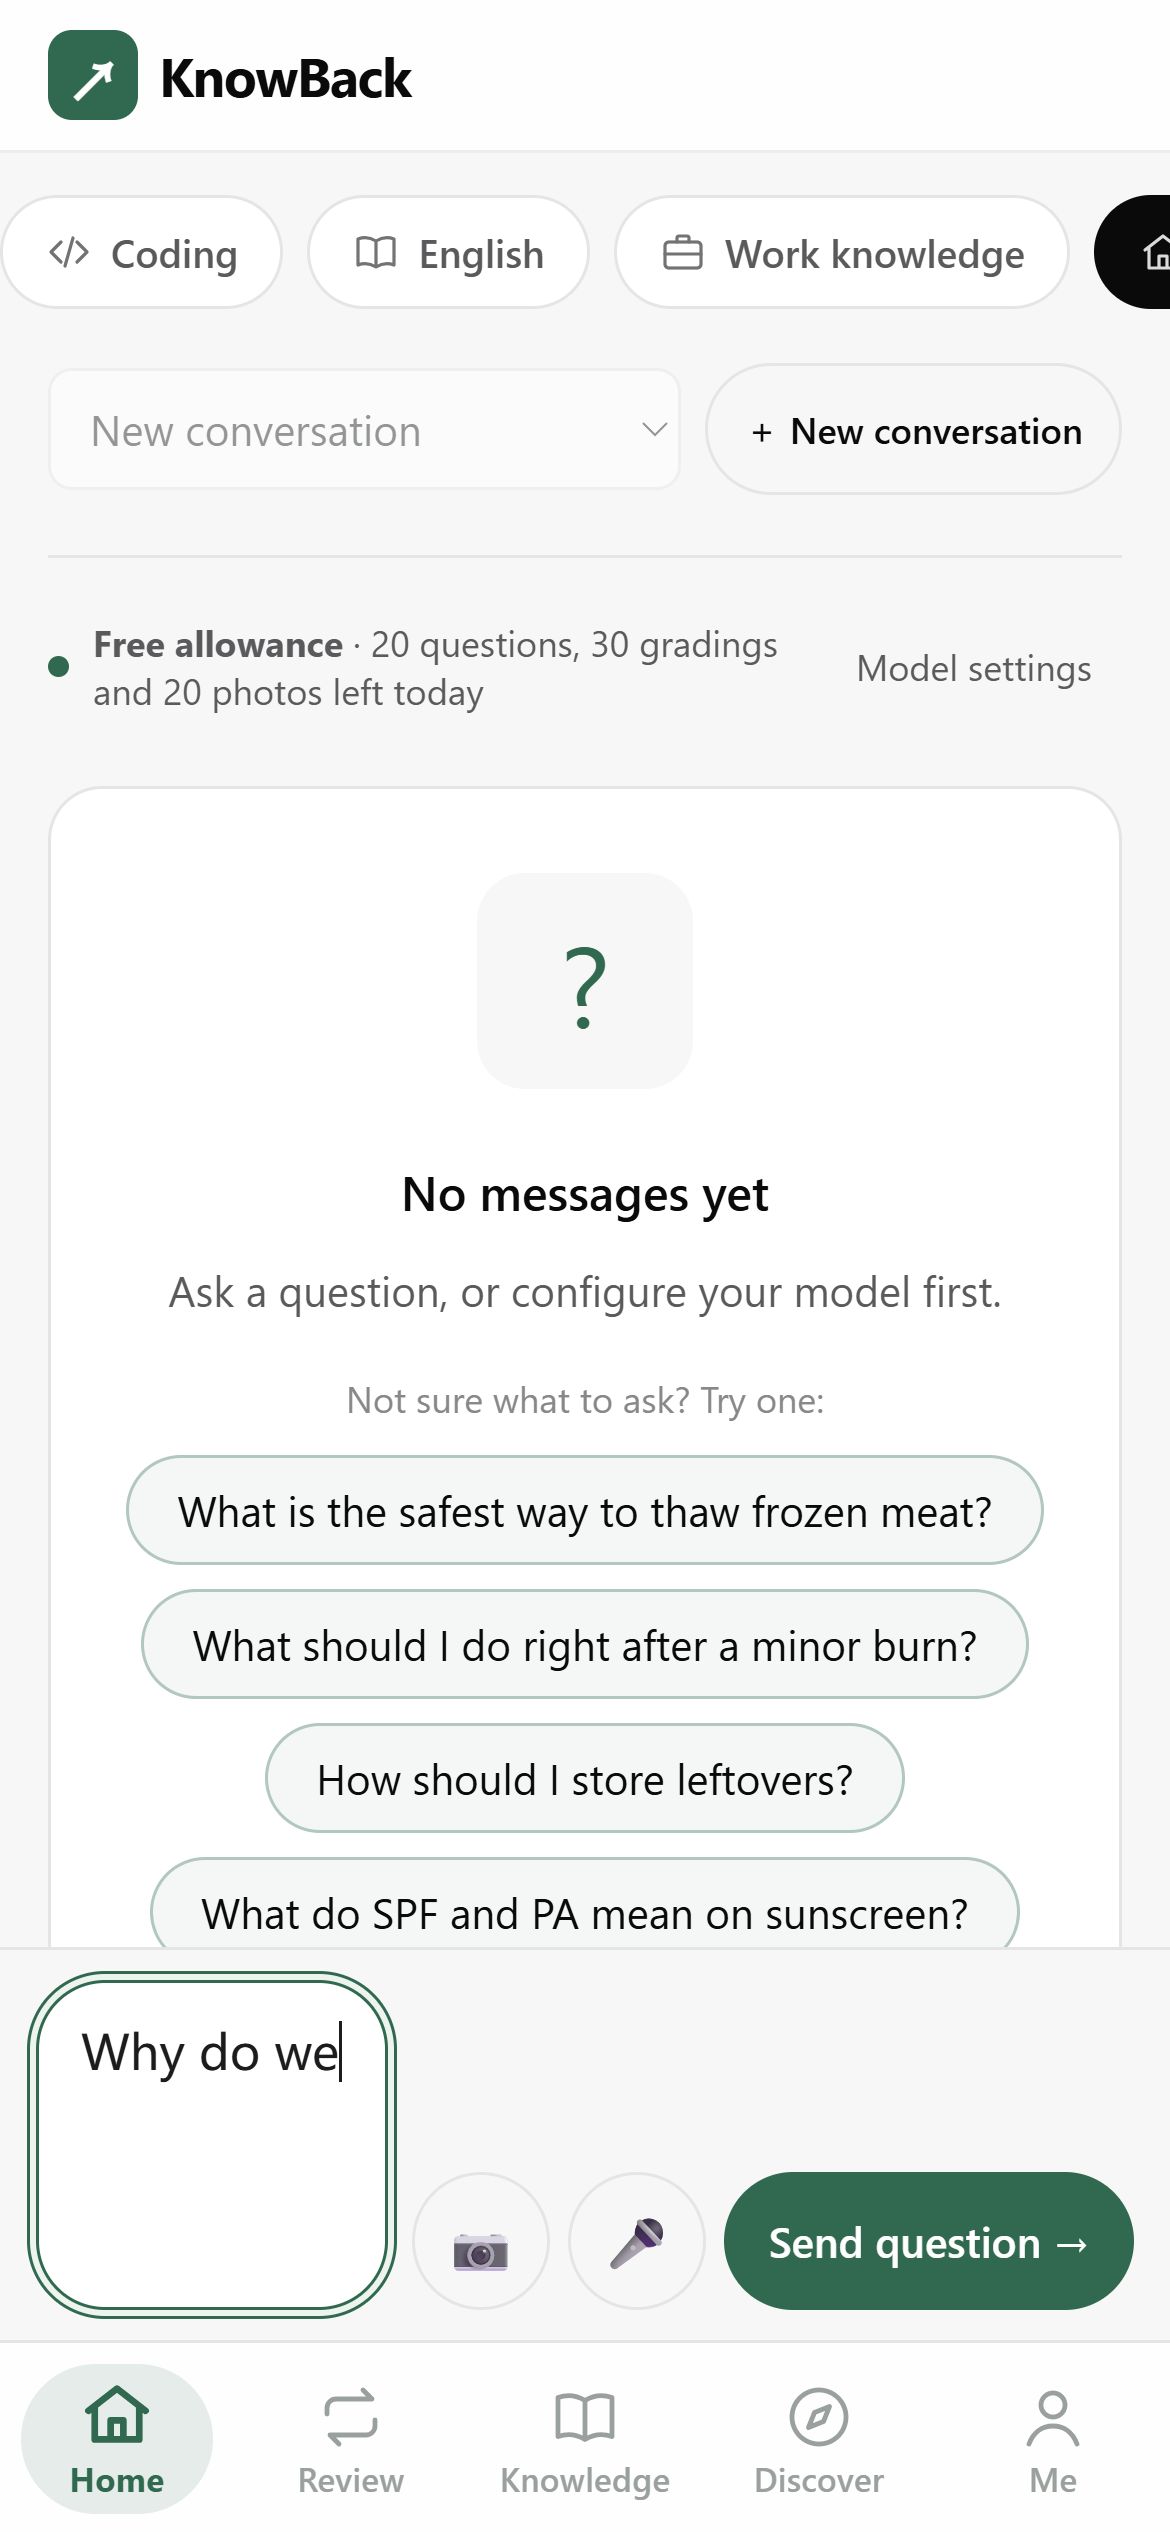 KnowBack
Coding
English
Work knowledge
New conversation
+ New conversation
Free allowance · 20 questions, 30 gradings
and 20 photos left today
Model settings
?
No messages yet
Ask a question, or configure your model first.
Not sure what to ask? Try one:
What is the safest way to thaw frozen meat?
What should I do right after a minor burn?
How should I store leftovers?
What do SPF and PA mean on sunscreen?
Why do we
Send question →
Home
Review
Knowledge
Discover
Me